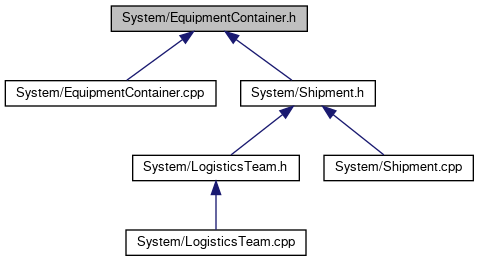 System/EquipmentContainer.h
System/EquipmentContainer.cpp
System/Shipment.h
System/LogisticsTeam.h
System/Shipment.cpp
System/LogisticsTeam.cpp